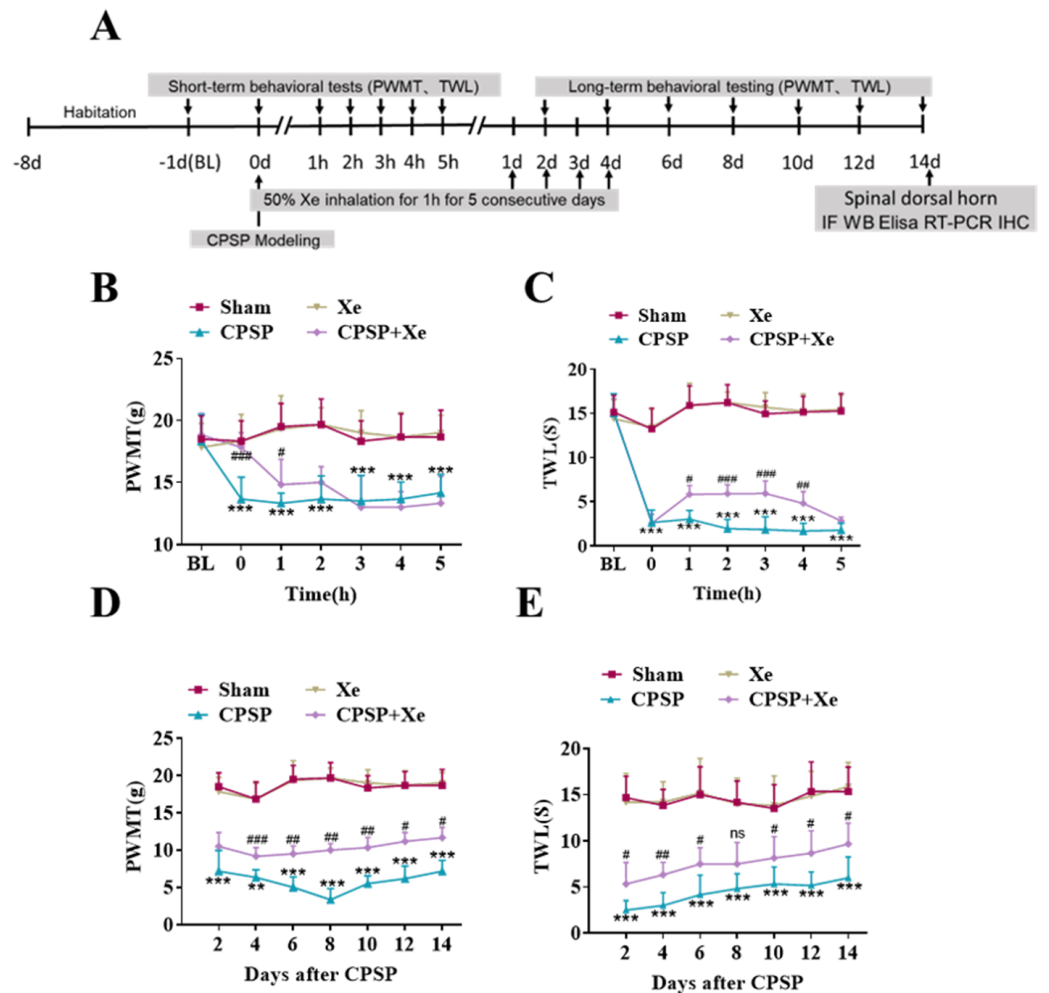 A
Short-term behavioral tests (PWMT、TWL)
Long-term behavioral testing (PWMT、TWL)
Habitation
-8d -1d(BL) 0d 1h 2h 3h 4h 5h 1d 2d 3d 4d 6d 8d 10d 12d 14d
50% Xe inhalation for 1h for 5 consecutive days
CPSP Modeling
Spinal dorsal horn
IF WB Elisa RT-PCR IHC
B
Sham Xe
CPSP CPSP+Xe
PWMT(g)
25
20
15
10
### #
*** *** *** *** *** ***
BL 0 1 2 3 4 5
Time(h)
C
Sham Xe
CPSP CPSP+Xe
TWL(S)
20
15
10
5
0
# ### ### ##
*** *** *** *** *** ***
BL 0 1 2 3 4 5
Time(h)
D
Sham Xe
CPSP CPSP+Xe
PWMT(g)
25
20
15
10
5
0
### ## ## ## # #
*** ** *** *** *** *** ***
2 4 6 8 10 12 14
Days after CPSP
E
Sham Xe
CPSP CPSP+Xe
TWL(S)
20
15
10
5
0
# ## # ns # # #
*** *** *** *** *** *** ***
2 4 6 8 10 12 14
Days after CPSP